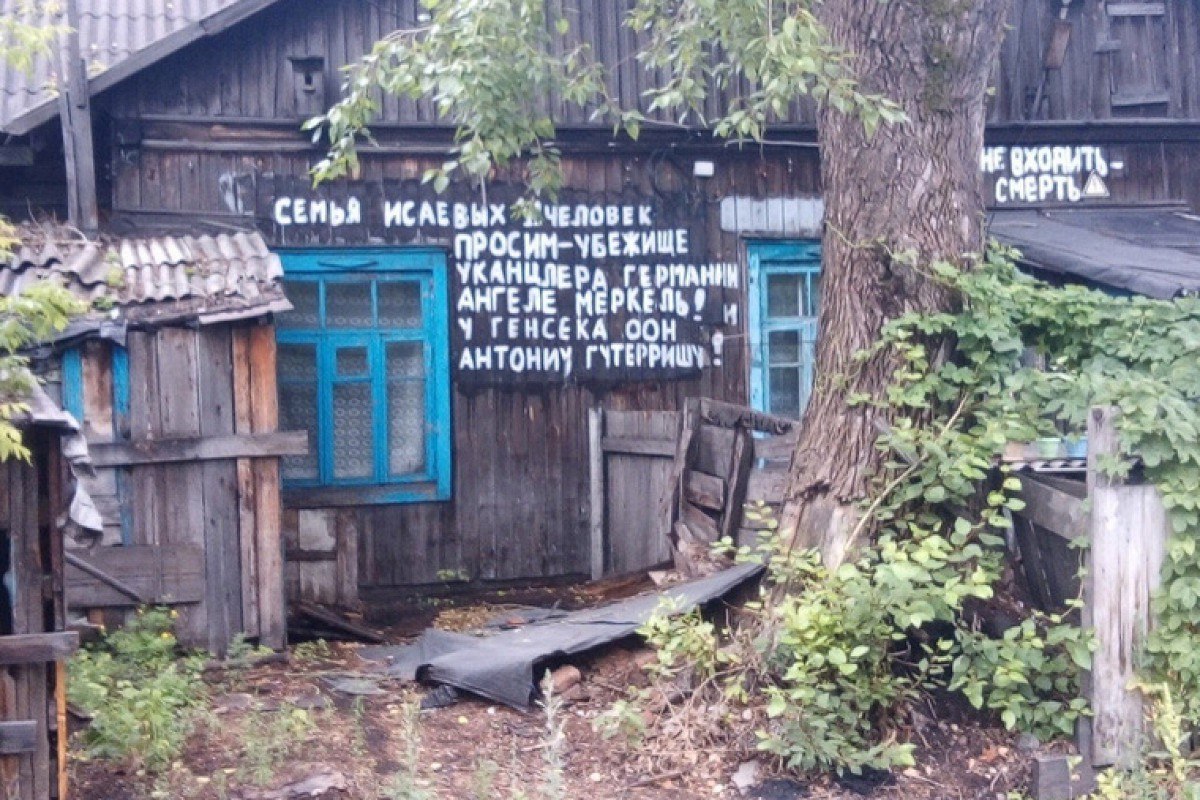 СЕМЬЯ ИСАЕВЫХ ЧЕЛОВЕК
ПРОСИМ-УБЕЖИЩЕ
УКАНЦЛЕРА ГЕРМАНИИ
АНГЕЛЕ МЕРКЕЛЬ! И
У ГЕНСЕКА ООН
АНТОНИУ ГУТЕРРИШУ!
НЕ ВХОДИТЬ-
СМЕРТЬ